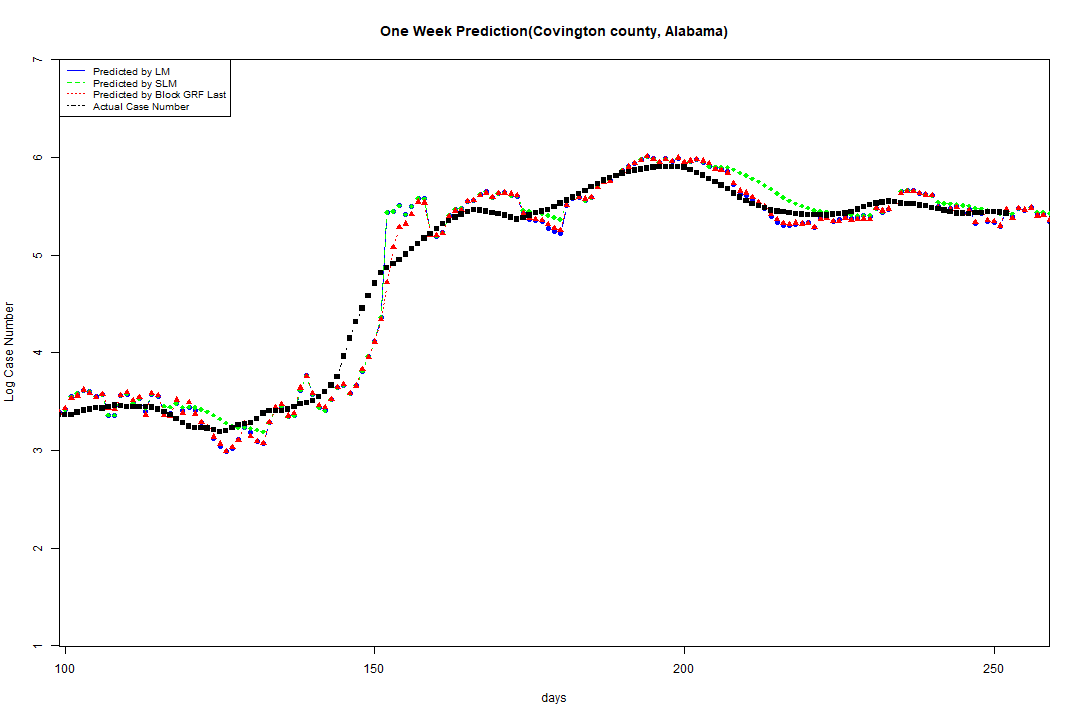 One Week Prediction(Covington county, Alabama)
Predicted by LM
Predicted by SLM
Predicted by Block GRF Last
Actual Case Number
7
6
5
4
3
2
1
Log Case Number
100 150 200 250
days